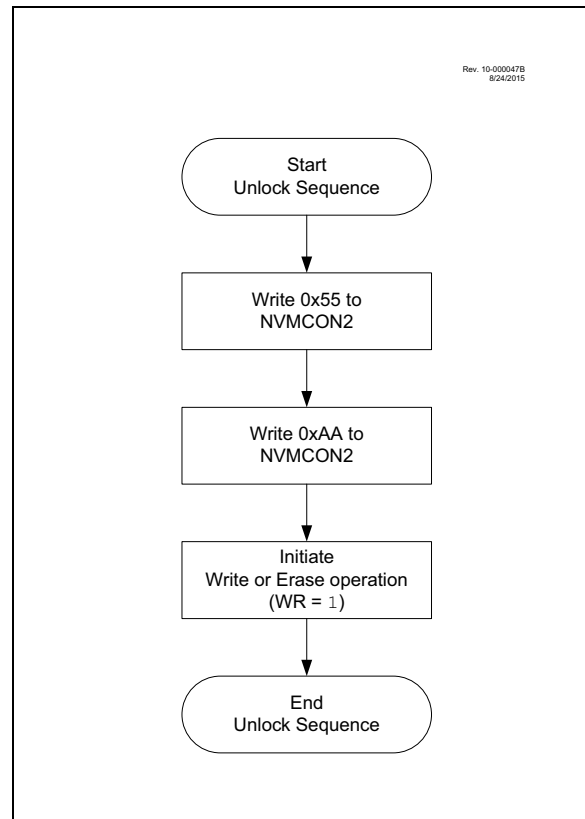 Rev. 10-000047B
8/24/2015
Start
Unlock Sequence
Write 0x55 to
NVMCON2
Write 0xAA to
NVMCON2
Initiate
Write or Erase operation
(WR = 1)
End
Unlock Sequence